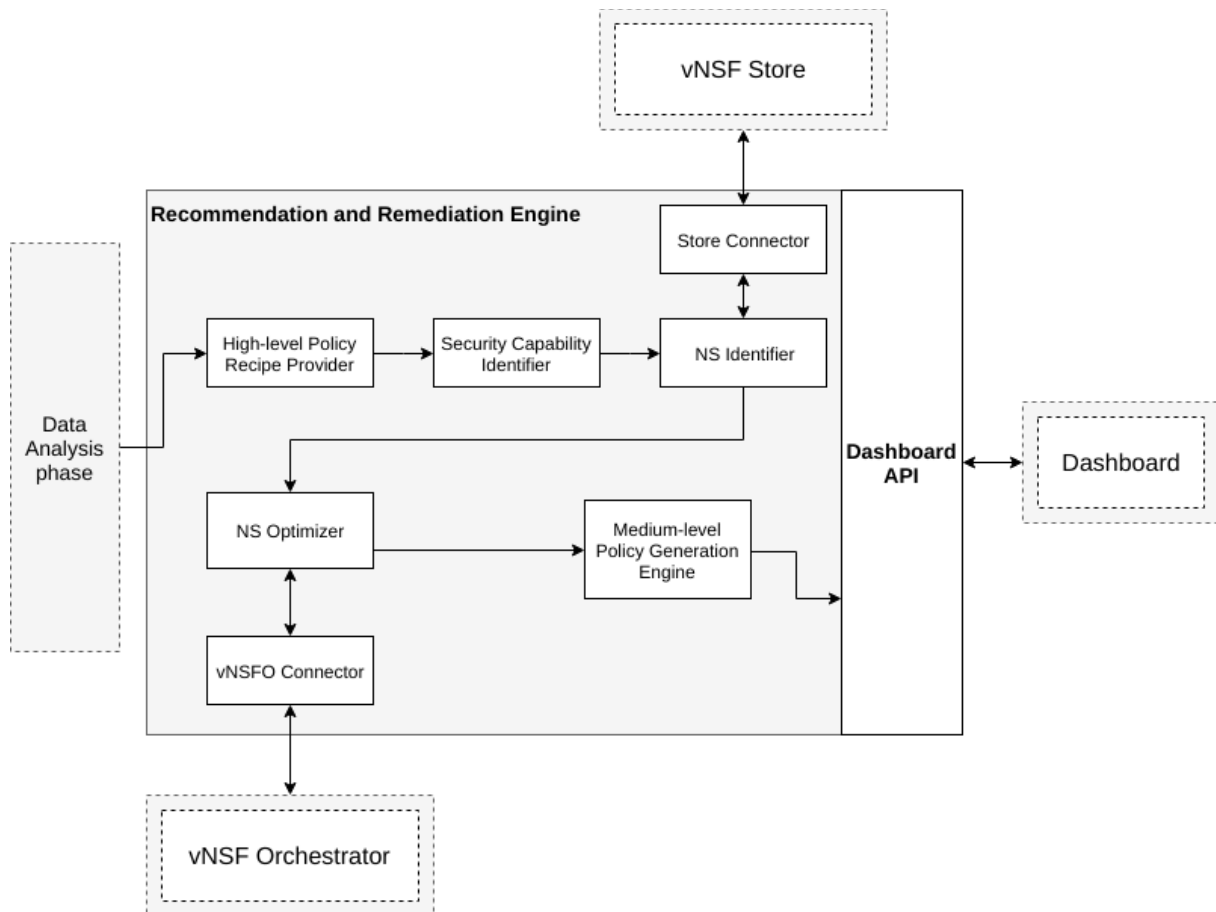 vNSF Store
Recommendation and Remediation Engine
Store Connector
High-level Policy
Recipe Provider
Security Capability
Identifier
NS Identifier
Data
Analysis
phase
Dashboard
API
Dashboard
NS Optimizer
Medium-level
Policy Generation
Engine
vNSFO Connector
vNSF Orchestrator